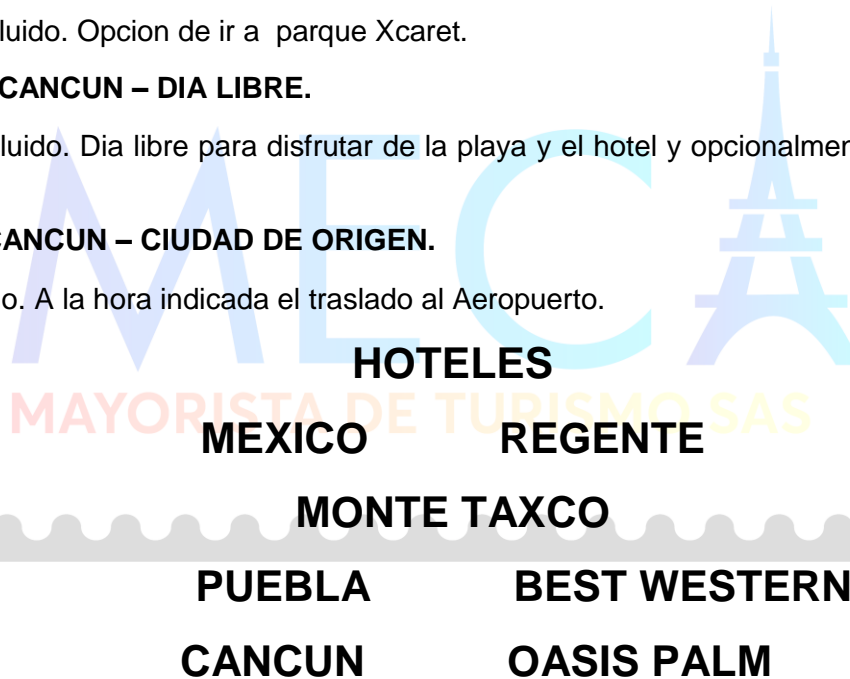 luido. Opcion de ir a parque Xcaret.
CANCUN – DIA LIBRE.
luido. Dia libre para disfrutar de la playa y el hotel y opcionalmen
CANCUN – CIUDAD DE ORIGEN.
o. A la hora indicada el traslado al Aeropuerto.
HOTELES
MECA
MAYORISTA DE TURISMO SAS
MEXICO REGENTE
MONTE TAXCO
PUEBLA BEST WESTERN
CANCUN OASIS PALM